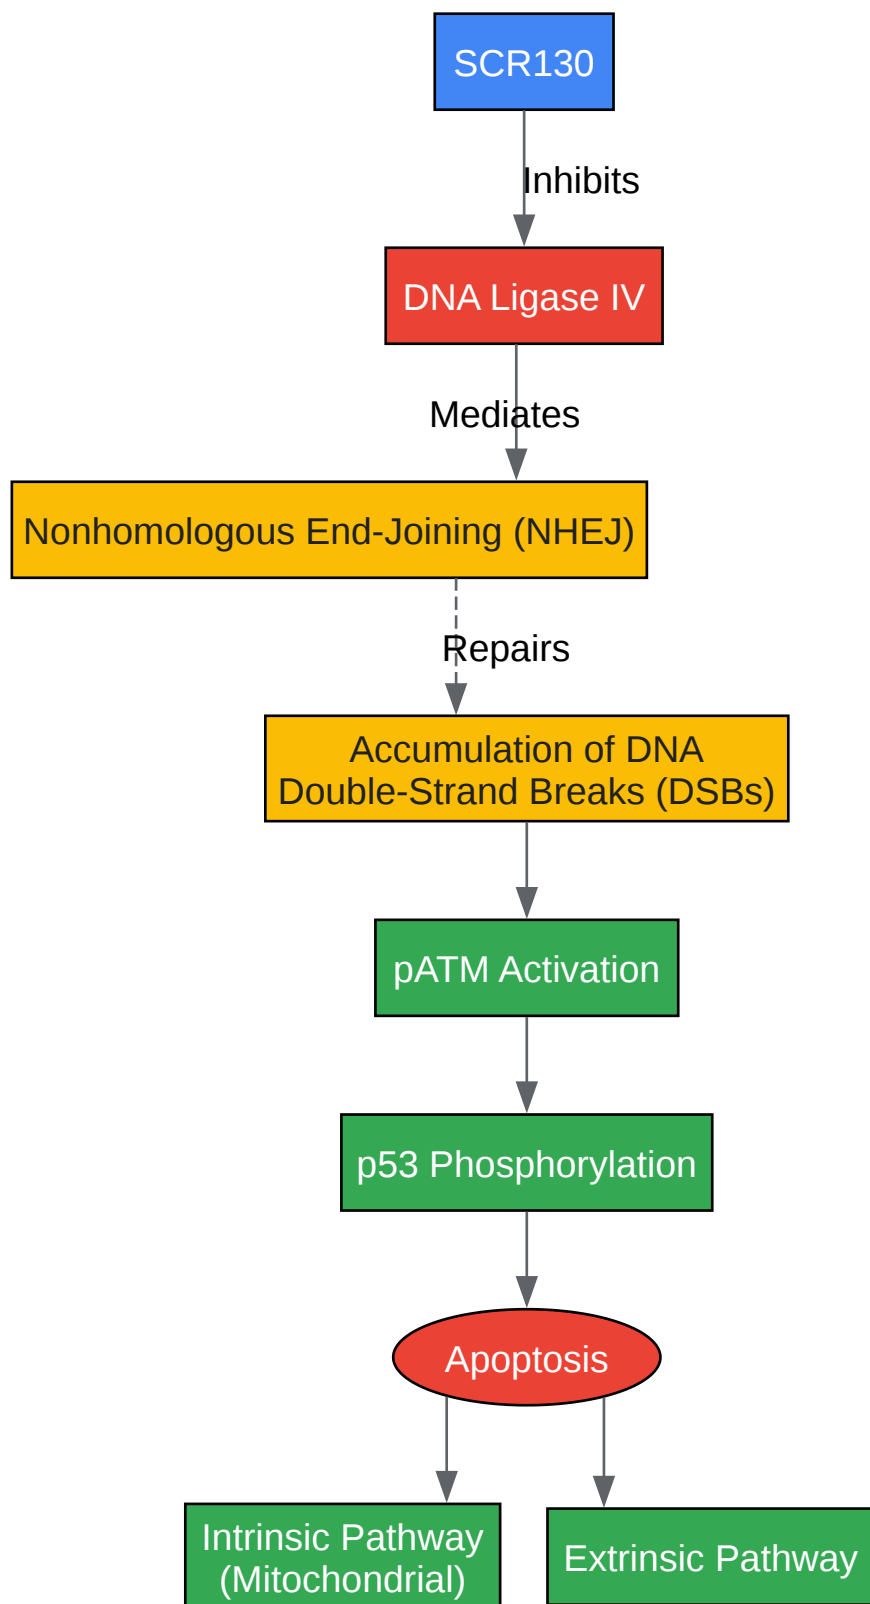 SCR130
Inhibits
DNA Ligase IV
Mediates
Nonhomologous End-Joining (NHEJ)
Repairs
Accumulation of DNA
Double-Strand Breaks (DSBs)
pATM Activation
p53 Phosphorylation
Apoptosis
Intrinsic Pathway
(Mitochondrial)
Extrinsic Pathway